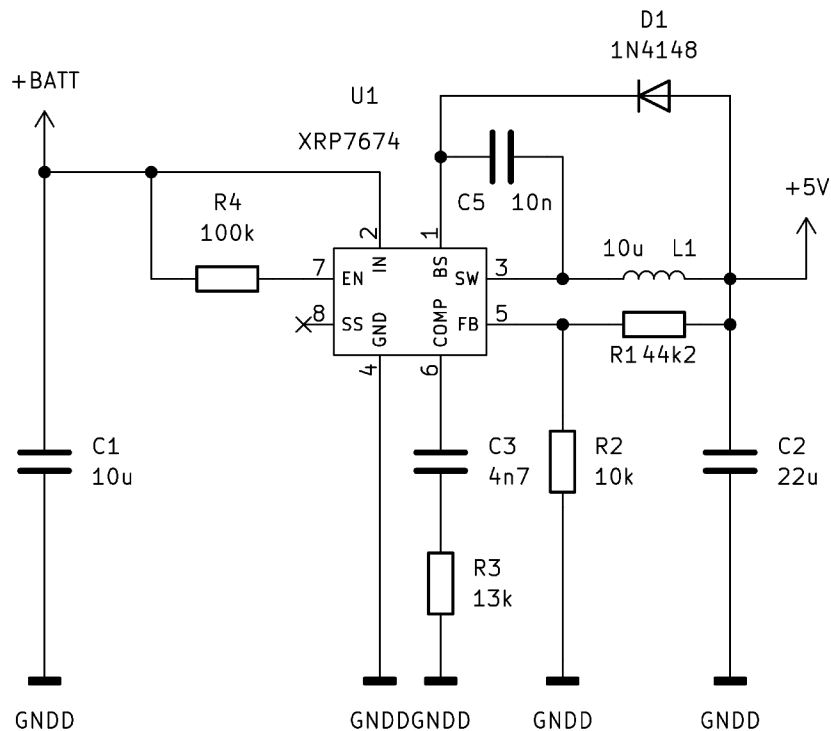 D1
1N4148
+BATT
U1
XRP7674
C5 10n
+5V
R4
100k
2
1
10u L1
7
EN
IN
BS
SW
3
8
SS
GND
COMP
FB
5
R1 44k2
4
6
C1
10u
C3
4n7
R2
10k
C2
22u
R3
13k
GNDD
GNDD
GNDD
GNDD
GNDD